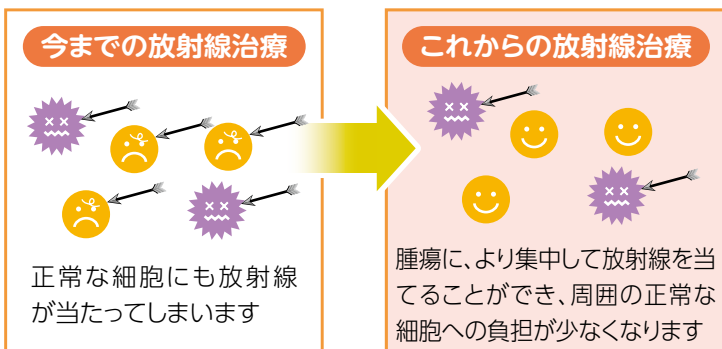 今までの放射線治療
正常な細胞にも放射線
が当たってしまいます
これからの放射線治療
腫瘍に、より集中して放射線を当
てることができ、周囲の正常な
細胞への負担が少なくなります